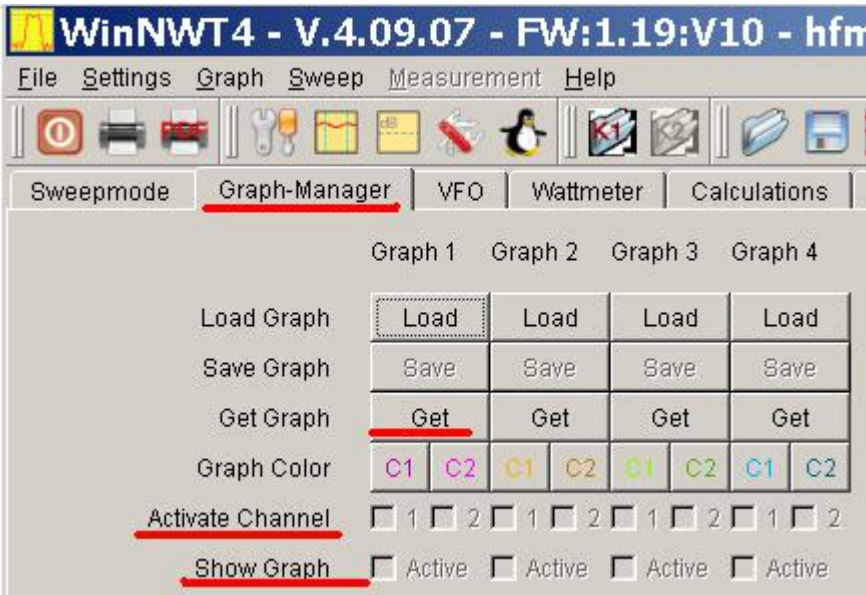 WinNWT4 - V.4.09.07 - FW:1.19:V10 - hfm
File Settings Graph Sweep Measurement Help
PDF dB K1 K2
Sweepmode Graph-Manager VFO Wattmeter Calculations
Graph 1 Graph 2 Graph 3 Graph 4
Load Graph Load Load Load Load
Save Graph Save Save Save Save
Get Graph Get Get Get Get
Graph Color C1 C2 C1 C2 C1 C2 C1 C2
Activate Channel 1 2 1 2 1 2 1 2
Show Graph Active Active Active Active